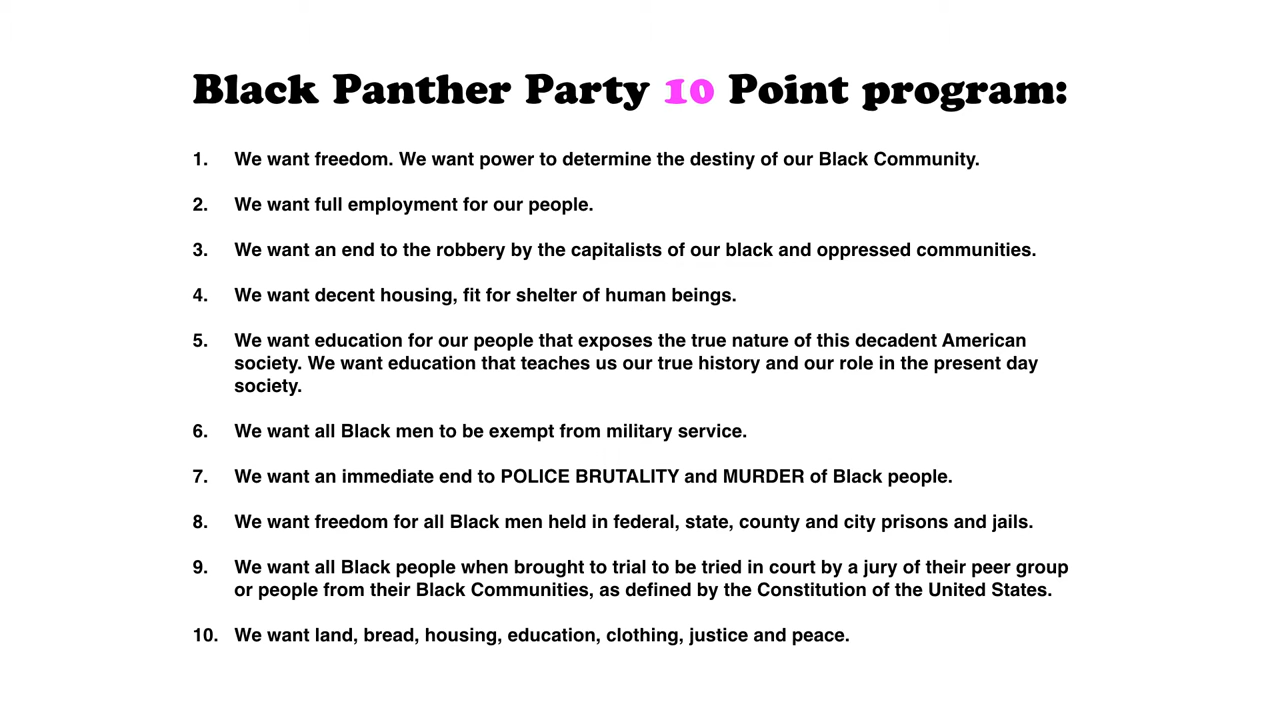 Black Panther Party 10 Point program:
1. We want freedom. We want power to determine the destiny of our Black Community.
2. We want full employment for our people.
3. We want an end to the robbery by the capitalists of our black and oppressed communities.
4. We want decent housing, fit for shelter of human beings.
5. We want education for our people that exposes the true nature of this decadent American
society. We want education that teaches us our true history and our role in the present day
society.
6. We want all Black men to be exempt from military service.
7. We want an immediate end to POLICE BRUTALITY and MURDER of Black people.
8. We want freedom for all Black men held in federal, state, county and city prisons and jails.
9. We want all Black people when brought to trial to be tried in court by a jury of their peer group
or people from their Black Communities, as defined by the Constitution of the United States.
10. We want land, bread, housing, education, clothing, justice and peace.